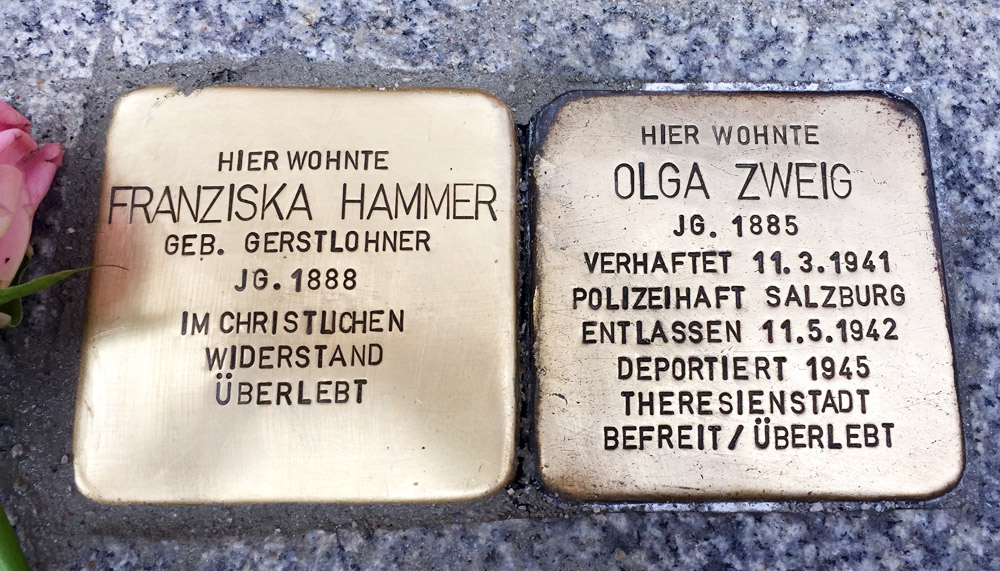 HIER WOHNTE
FRANZISKA HAMMER
GEB. GERSTLOHNER
JG. 1888
IM CHRISTLICHEN
WIDERSTAND
ÜBERLEBT
HIER WOHNTE
OLGA ZWEIG
JG. 1885
VERHAFTET 11.3.1941
POLIZEIHAFT SALZBURG
ENTLASSEN 11.5.1942
DEPORTIERT 1945
THERESIENSTADT
BEFREIT / ÜBERLEBT